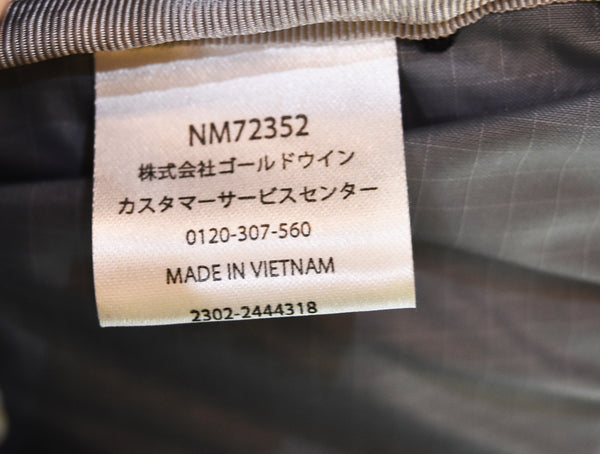 NM72352
株式会社ゴールドウイン
カスタマーサービスセンター
0120-307-560
MADE IN VIETNAM
2302-2444318